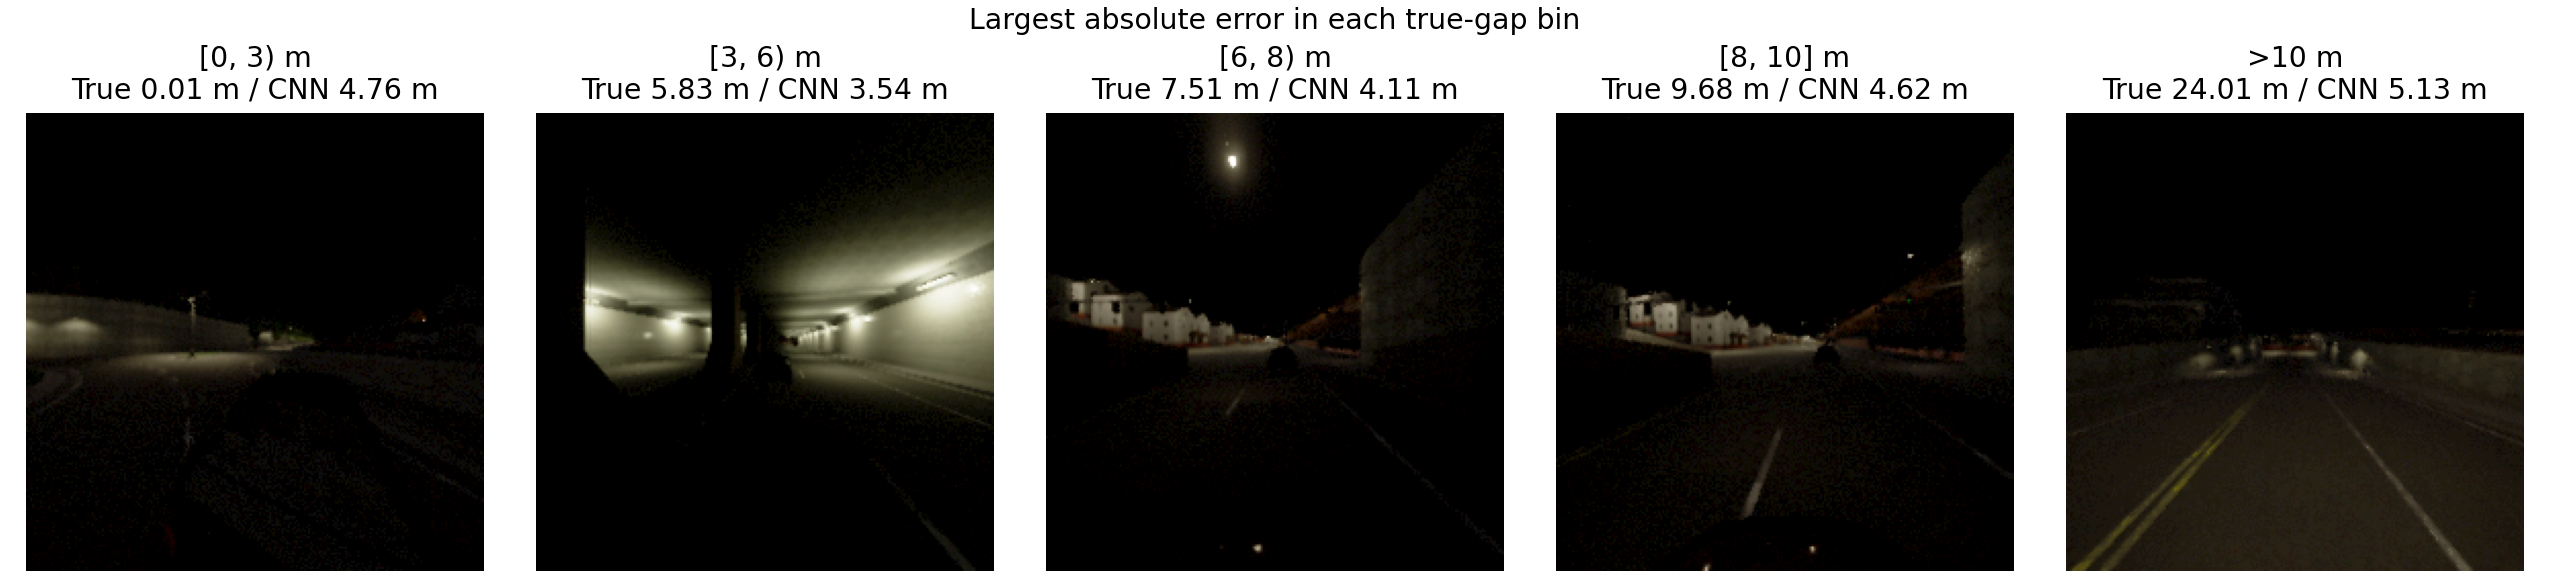 Largest absolute error in each true-gap bin
[0, 3) m
True 0.01 m / CNN 4.76 m
[3, 6) m
True 5.83 m / CNN 3.54 m
[6, 8) m
True 7.51 m / CNN 4.11 m
[8, 10] m
True 9.68 m / CNN 4.62 m
>10 m
True 24.01 m / CNN 5.13 m